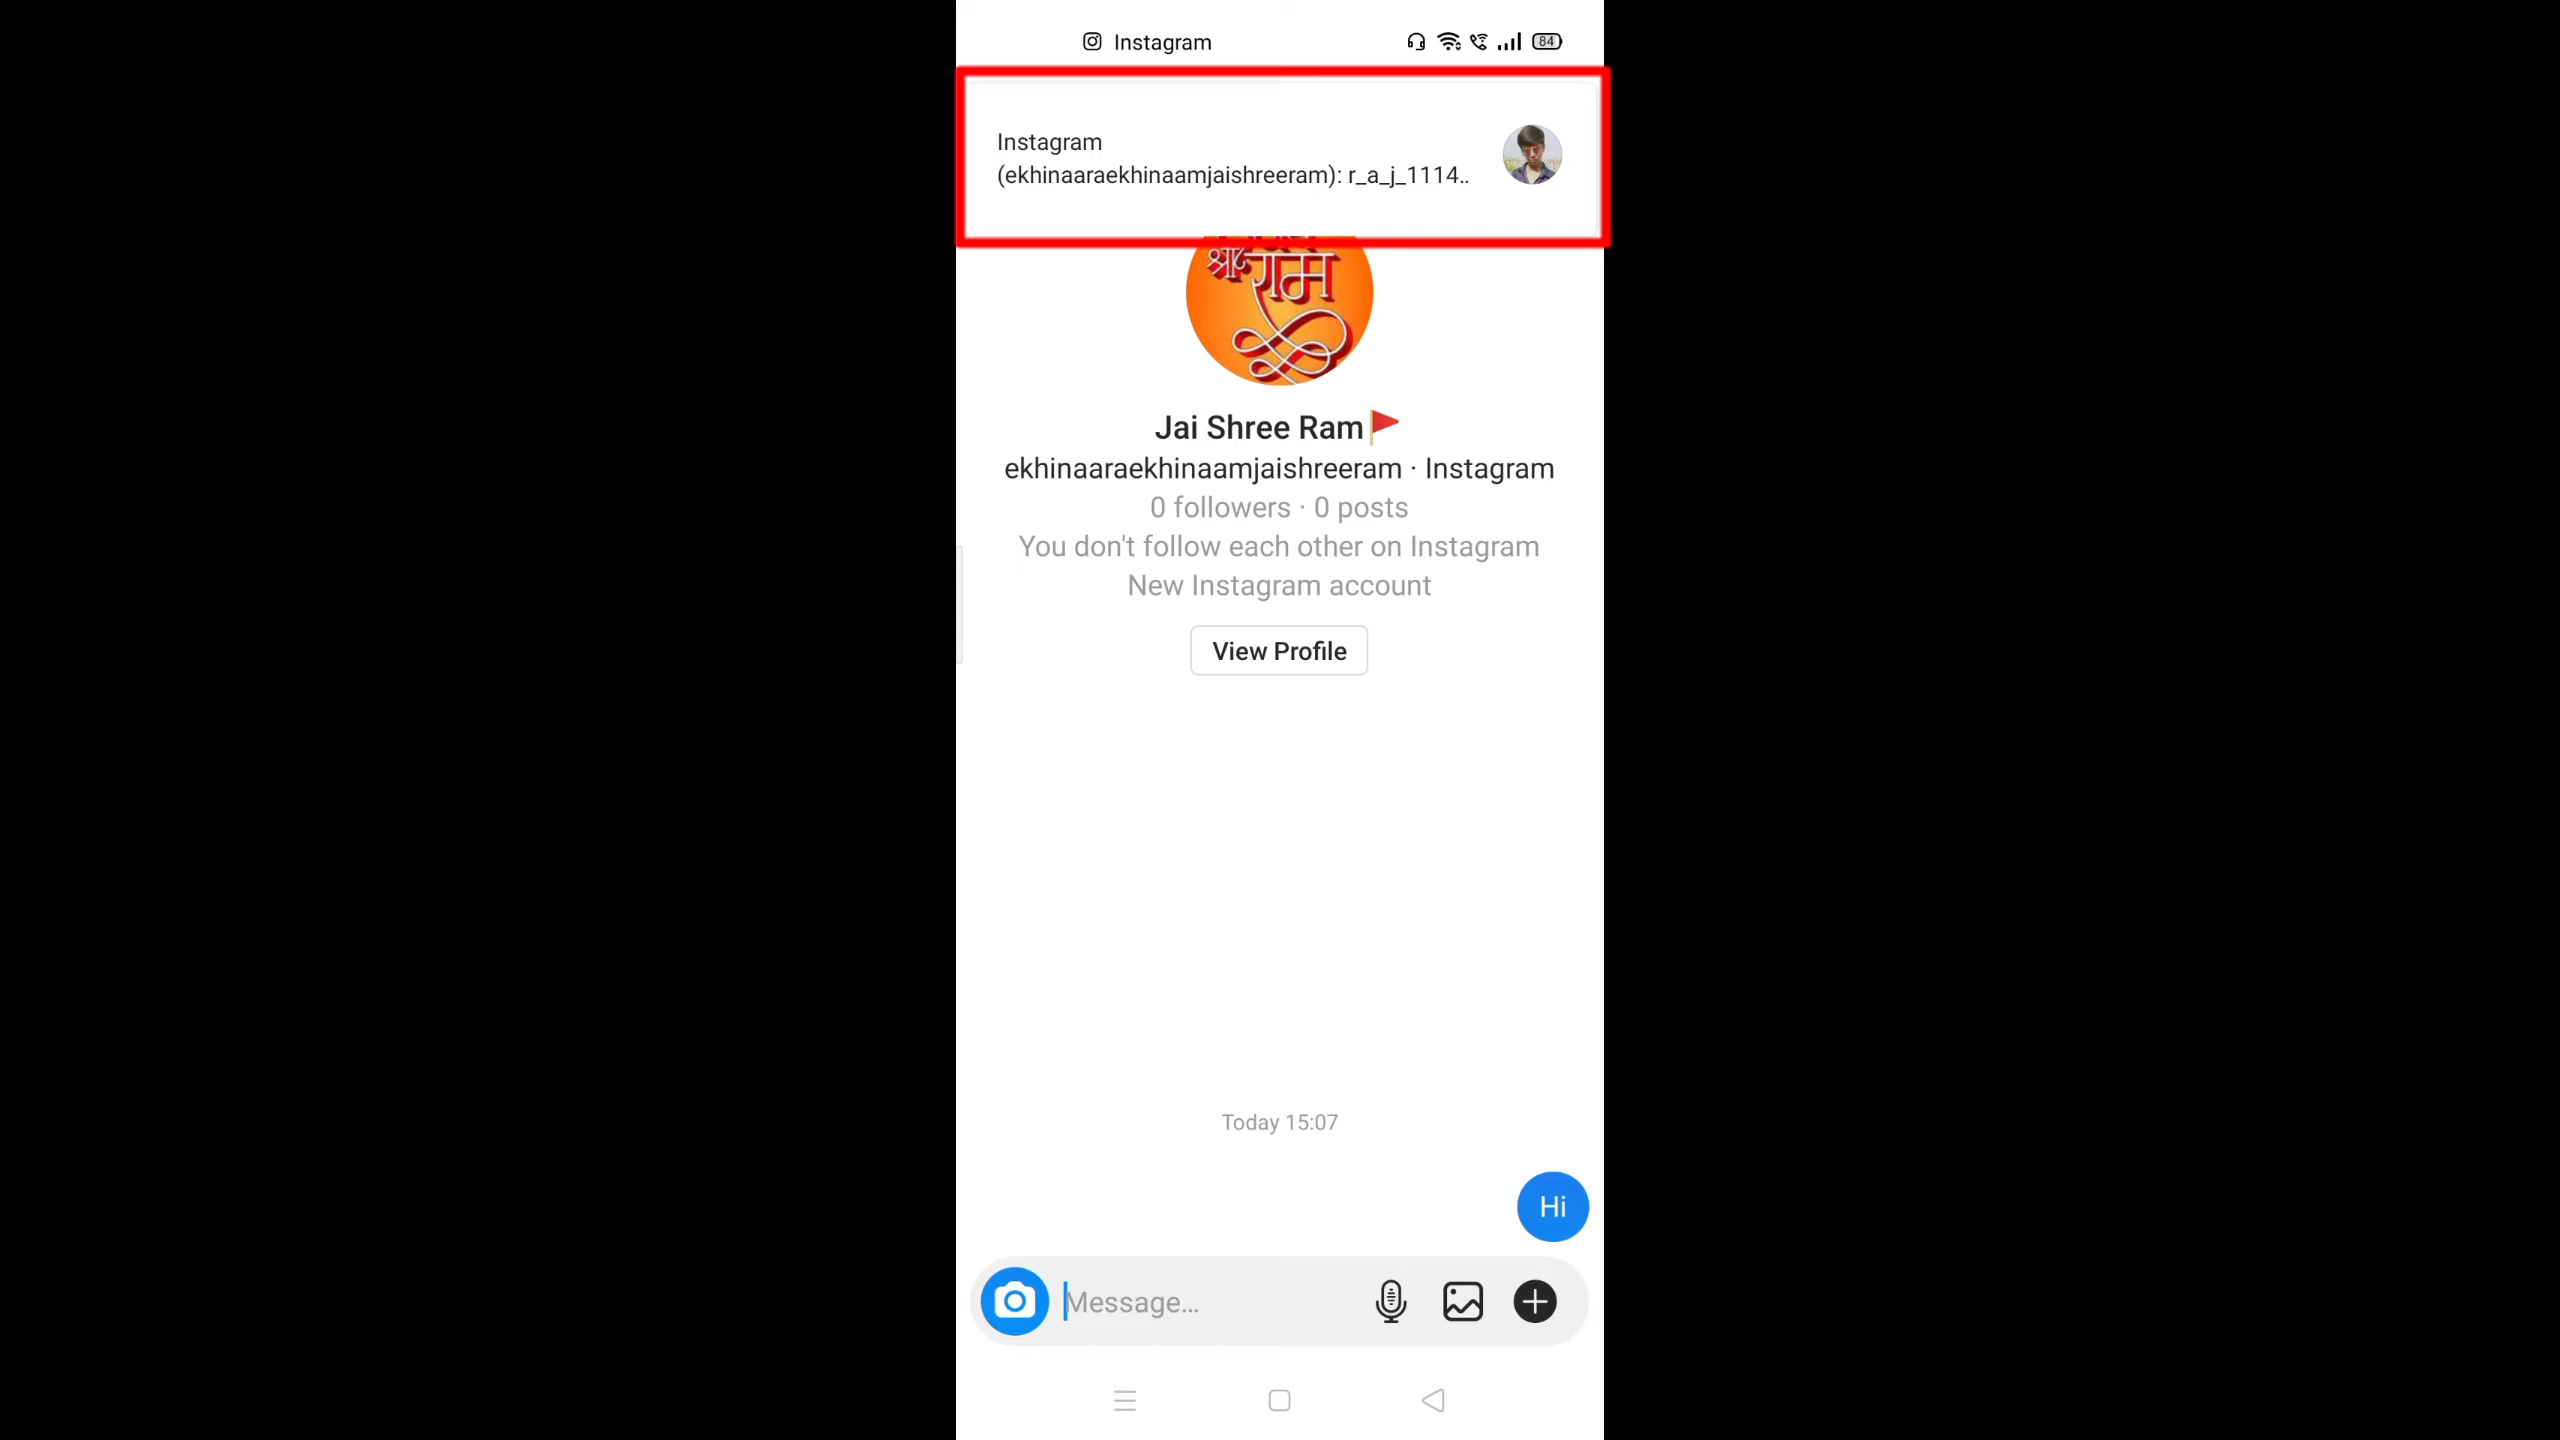 Instagram
84
Instagram
(ekhinaaraekhinaamjaishreeram): r_a_j_1114..
श्री राम
Jai Shree Ram🚩
ekhinaaraekhinaamjaishreeram · Instagram
0 followers · 0 posts
You don't follow each other on Instagram
New Instagram account
View Profile
Today 15:07
Hi
Message...